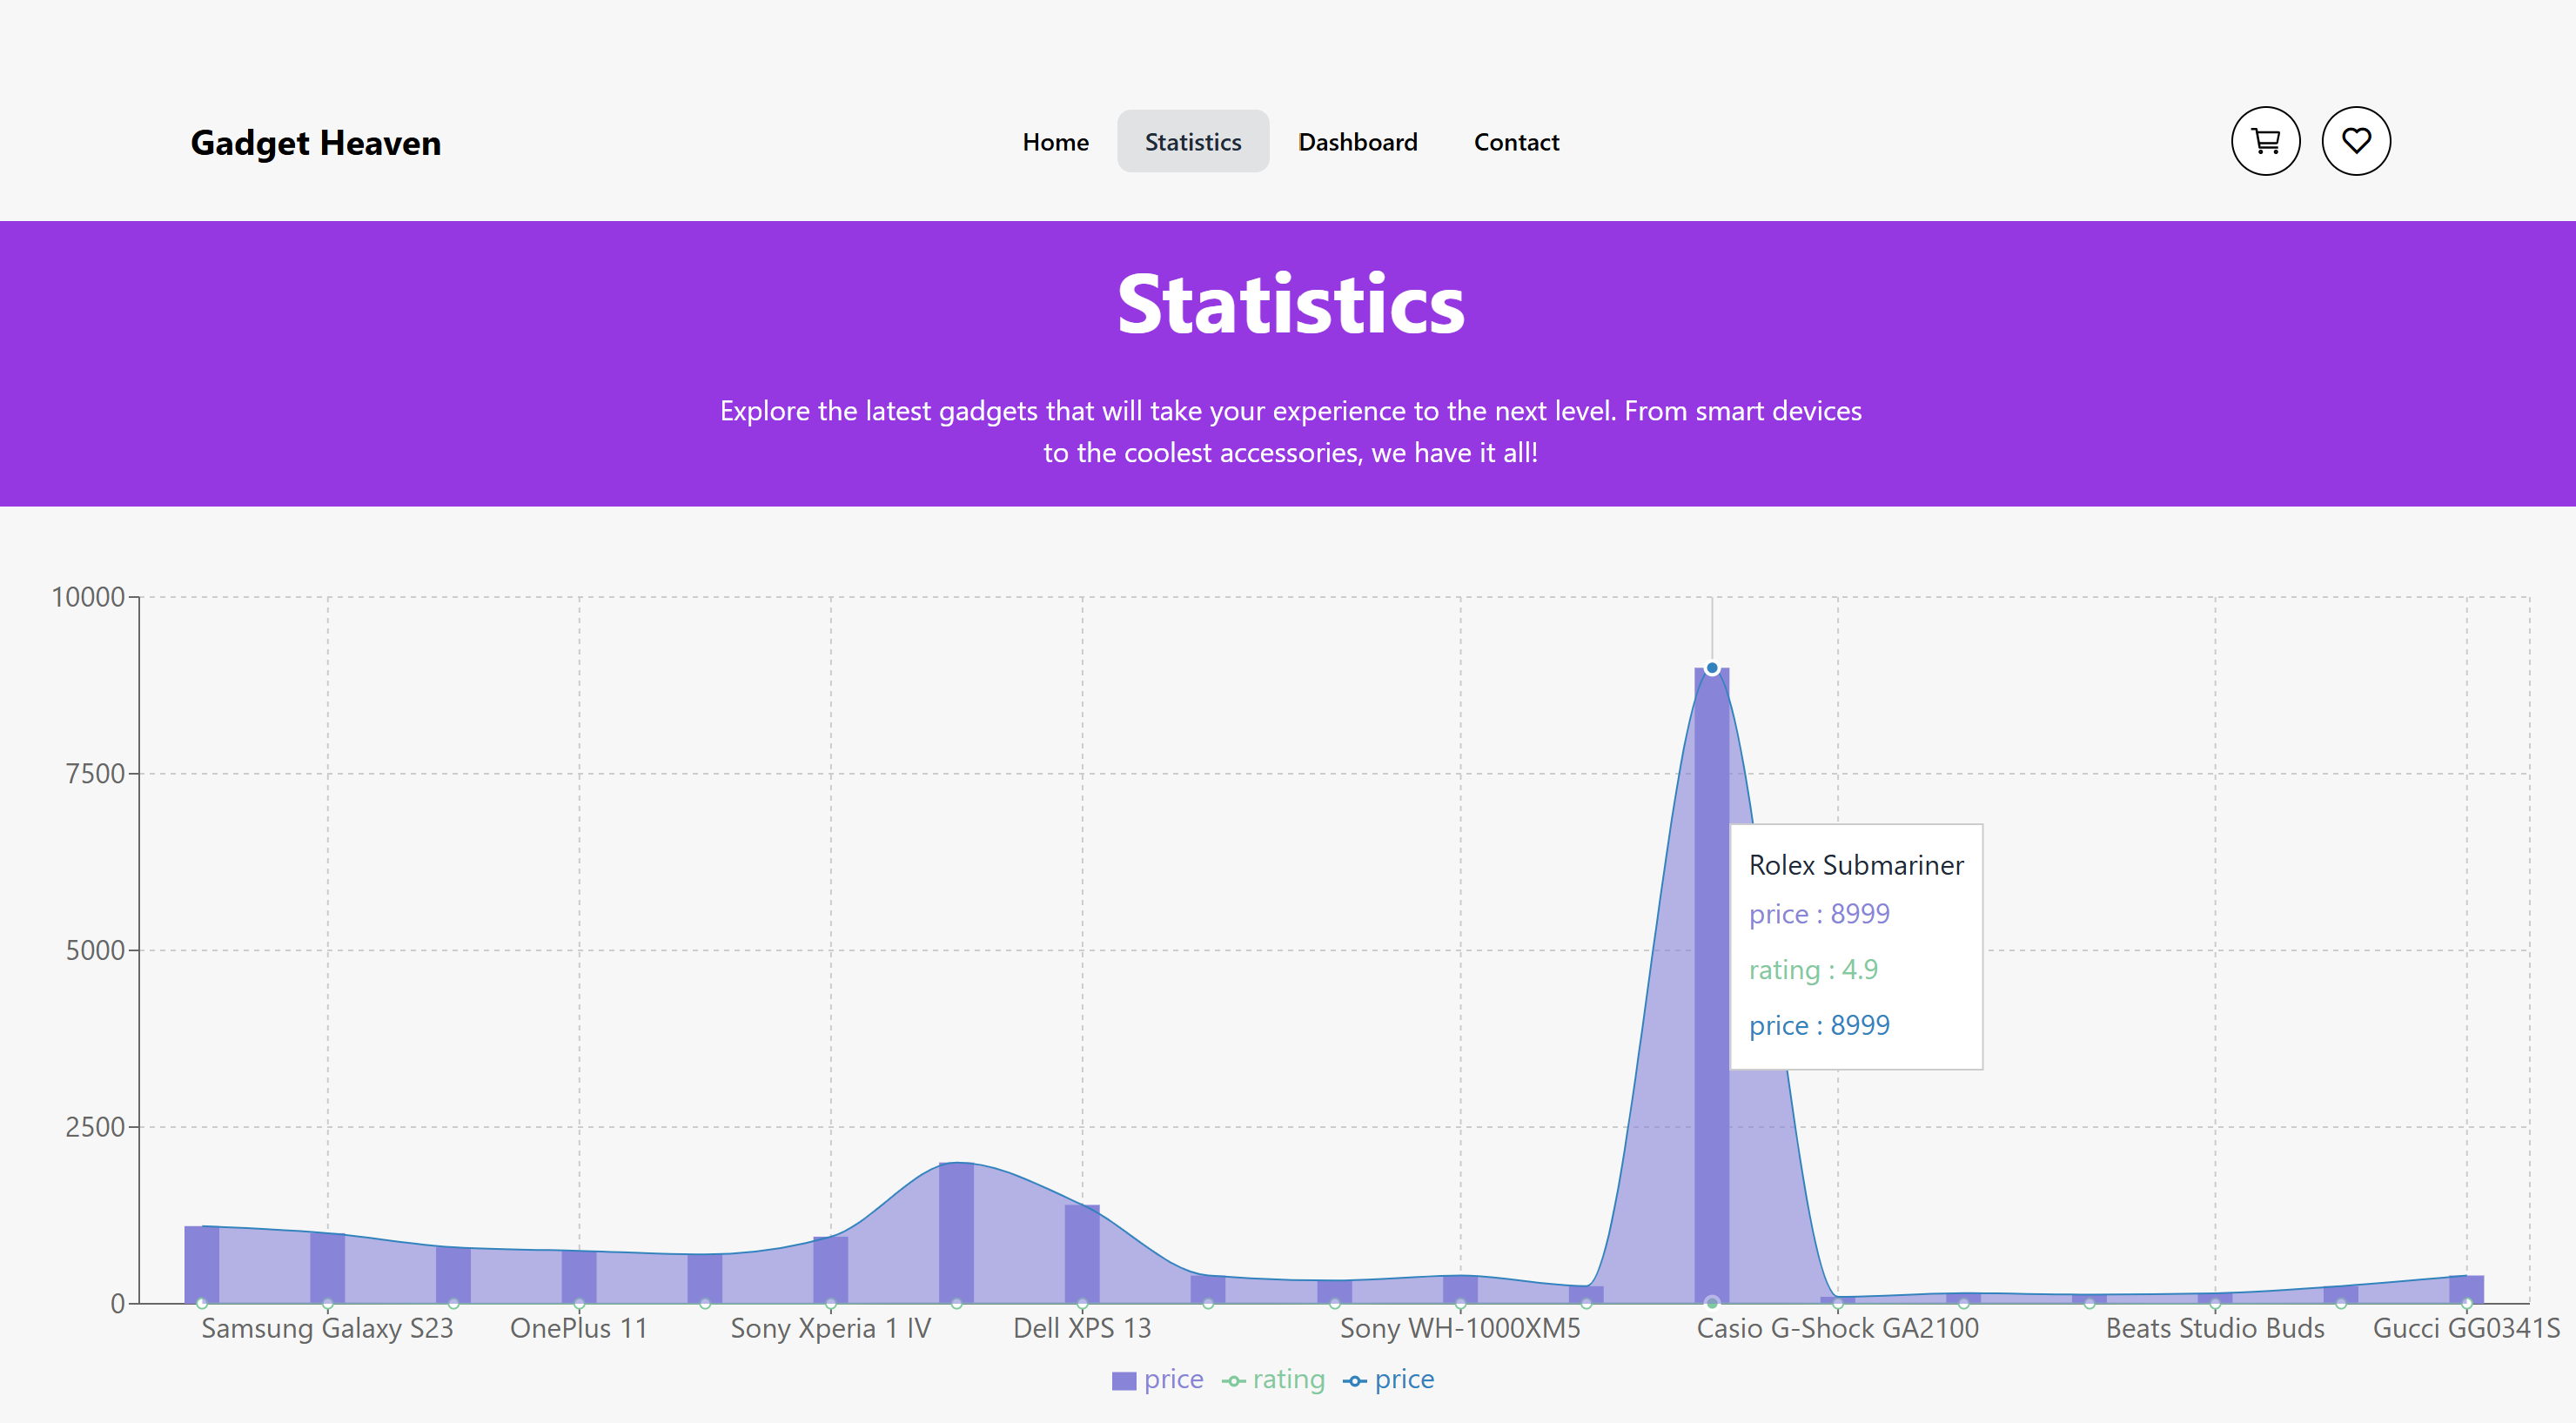 Gadget Heaven
Home Statistics Dashboard Contact
Statistics
Explore the latest gadgets that will take your experience to the next level. From smart devices
to the coolest accessories, we have it all!
10000
7500
5000
2500
0
Rolex Submariner
price : 8999
rating : 4.9
price : 8999
Samsung Galaxy S23 OnePlus 11 Sony Xperia 1 IV Dell XPS 13 Sony WH-1000XM5 Casio G-Shock GA2100 Beats Studio Buds Gucci GG0341S
price rating price